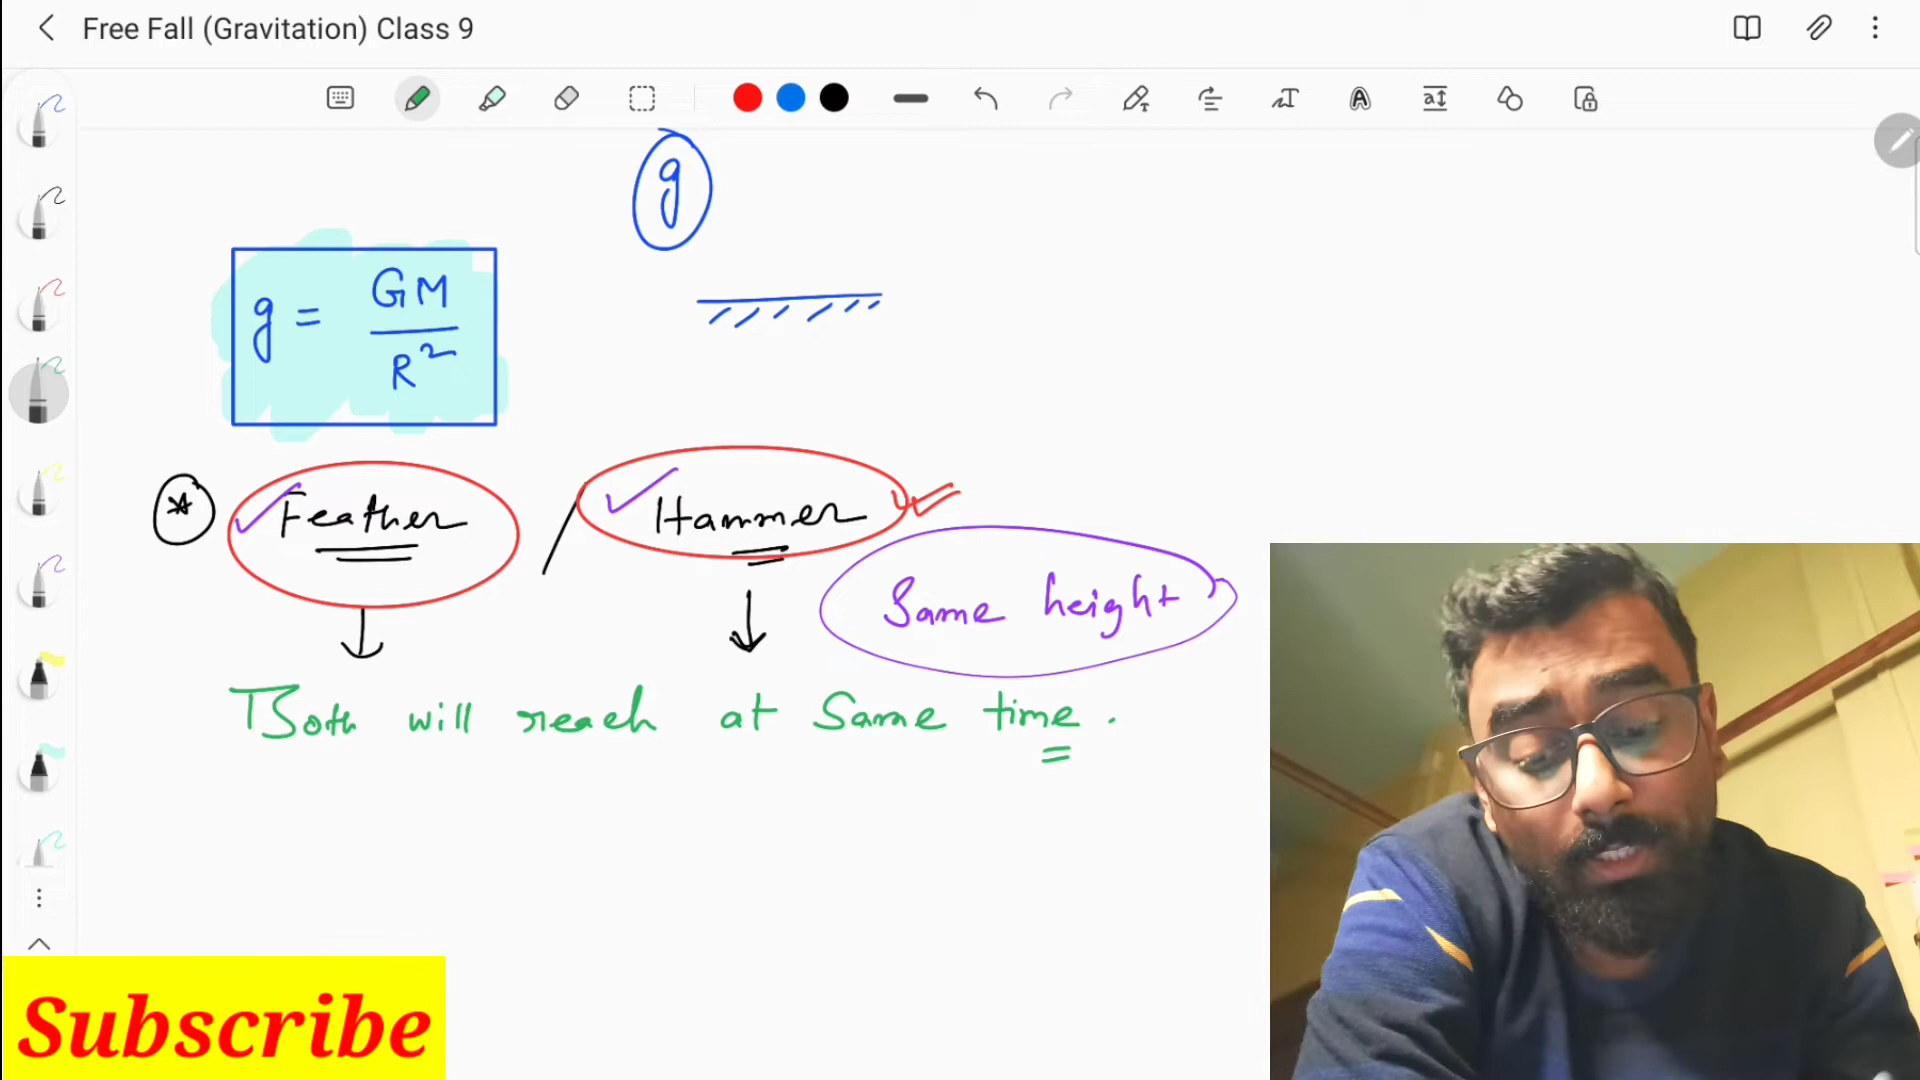 Free Fall (Gravitation) Class 9
g
g = GM / R²
* Feather / Hammer
Same height
Both will reach at same time.
Subscribe